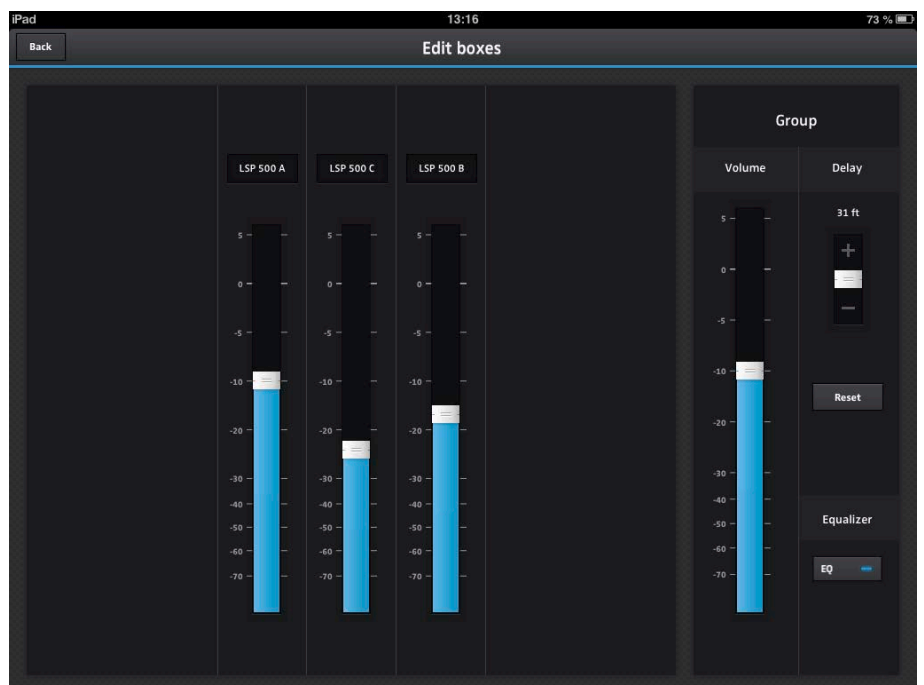 iPad 13:16 73 %
Back Edit boxes
Group
LSP 500 A LSP 500 C LSP 500 B Volume Delay
31 ft
5 5 5 5
+
0 0 0 0
−
-5 -5 -5 -5
-10 -10 -10 -10
Reset
-20 -20 -20 -20
-30 -30 -30 -30
-40 -40 -40 -40
-50 -50 -50 -50 Equalizer
-60 -60 -60 -60
-70 -70 -70 -70 EQ